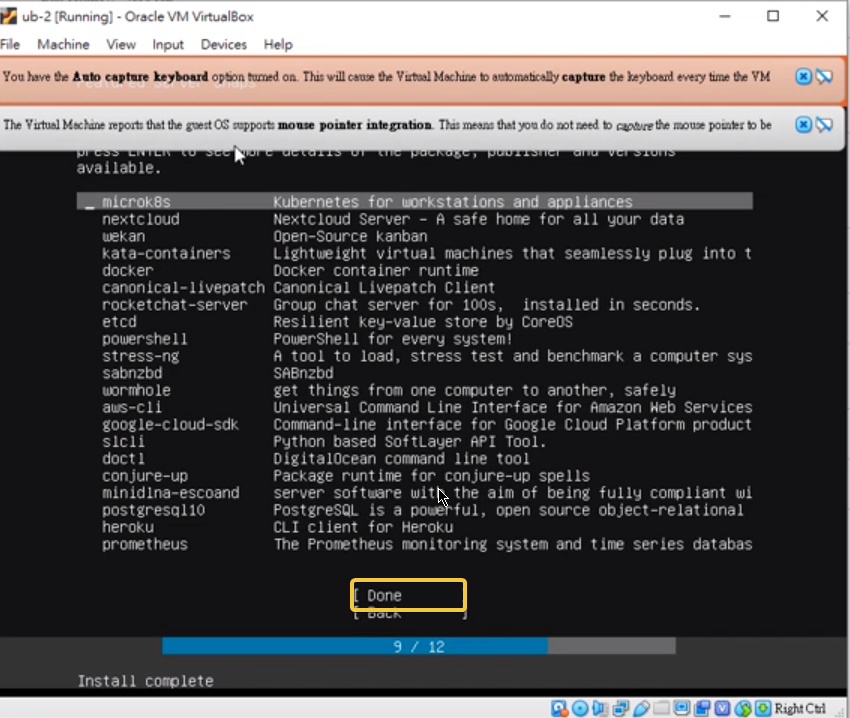 ub-2 [Running] - Oracle VM VirtualBox
File Machine View Input Devices Help
You have the Auto capture keyboard option turned on. This will cause the Virtual Machine to automatically capture the keyboard every time the VM
Featured Server Snaps
The Virtual Machine reports that the guest OS supports mouse pointer integration. This means that you do not need to capture the mouse pointer to be
press ENTER to see more details of the package, publisher and versions
available.
microk8s Kubernetes for workstations and appliances
nextcloud Nextcloud Server - A safe home for all your data
wekan Open-Source kanban
kata-containers Lightweight virtual machines that seamlessly plug into t
docker Docker container runtime
canonical-livepatch Canonical Livepatch Client
rocketchat-server Group chat server for 100s, installed in seconds.
etcd Resilient key-value store by CoreOS
powershell PowerShell for every system!
stress-ng A tool to load, stress test and benchmark a computer sys
sabnzbd SABnzbd
wormhole get things from one computer to another, safely
aws-cli Universal Command Line Interface for Amazon Web Services
google-cloud-sdk Command-line interface for Google Cloud Platform product
slcli Python based SoftLayer API Tool.
doctl DigitalOcean command line tool
conjure-up Package runtime for conjure-up spells
minidlna-escoand server software with the aim of being fully compliant wi
postgresql10 PostgreSQL is a powerful, open source object-relational
heroku CLI client for Heroku
prometheus The Prometheus monitoring system and time series databas
[ Done
[ Back ]
9 / 12
Install complete
Right Ctrl